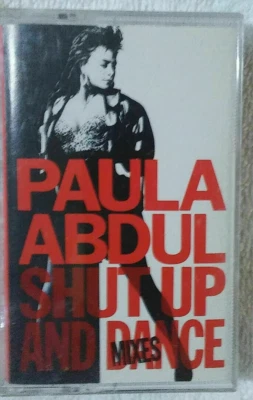 PAULA
ABDUL
SHUT UP
AND DANCE
MIXES